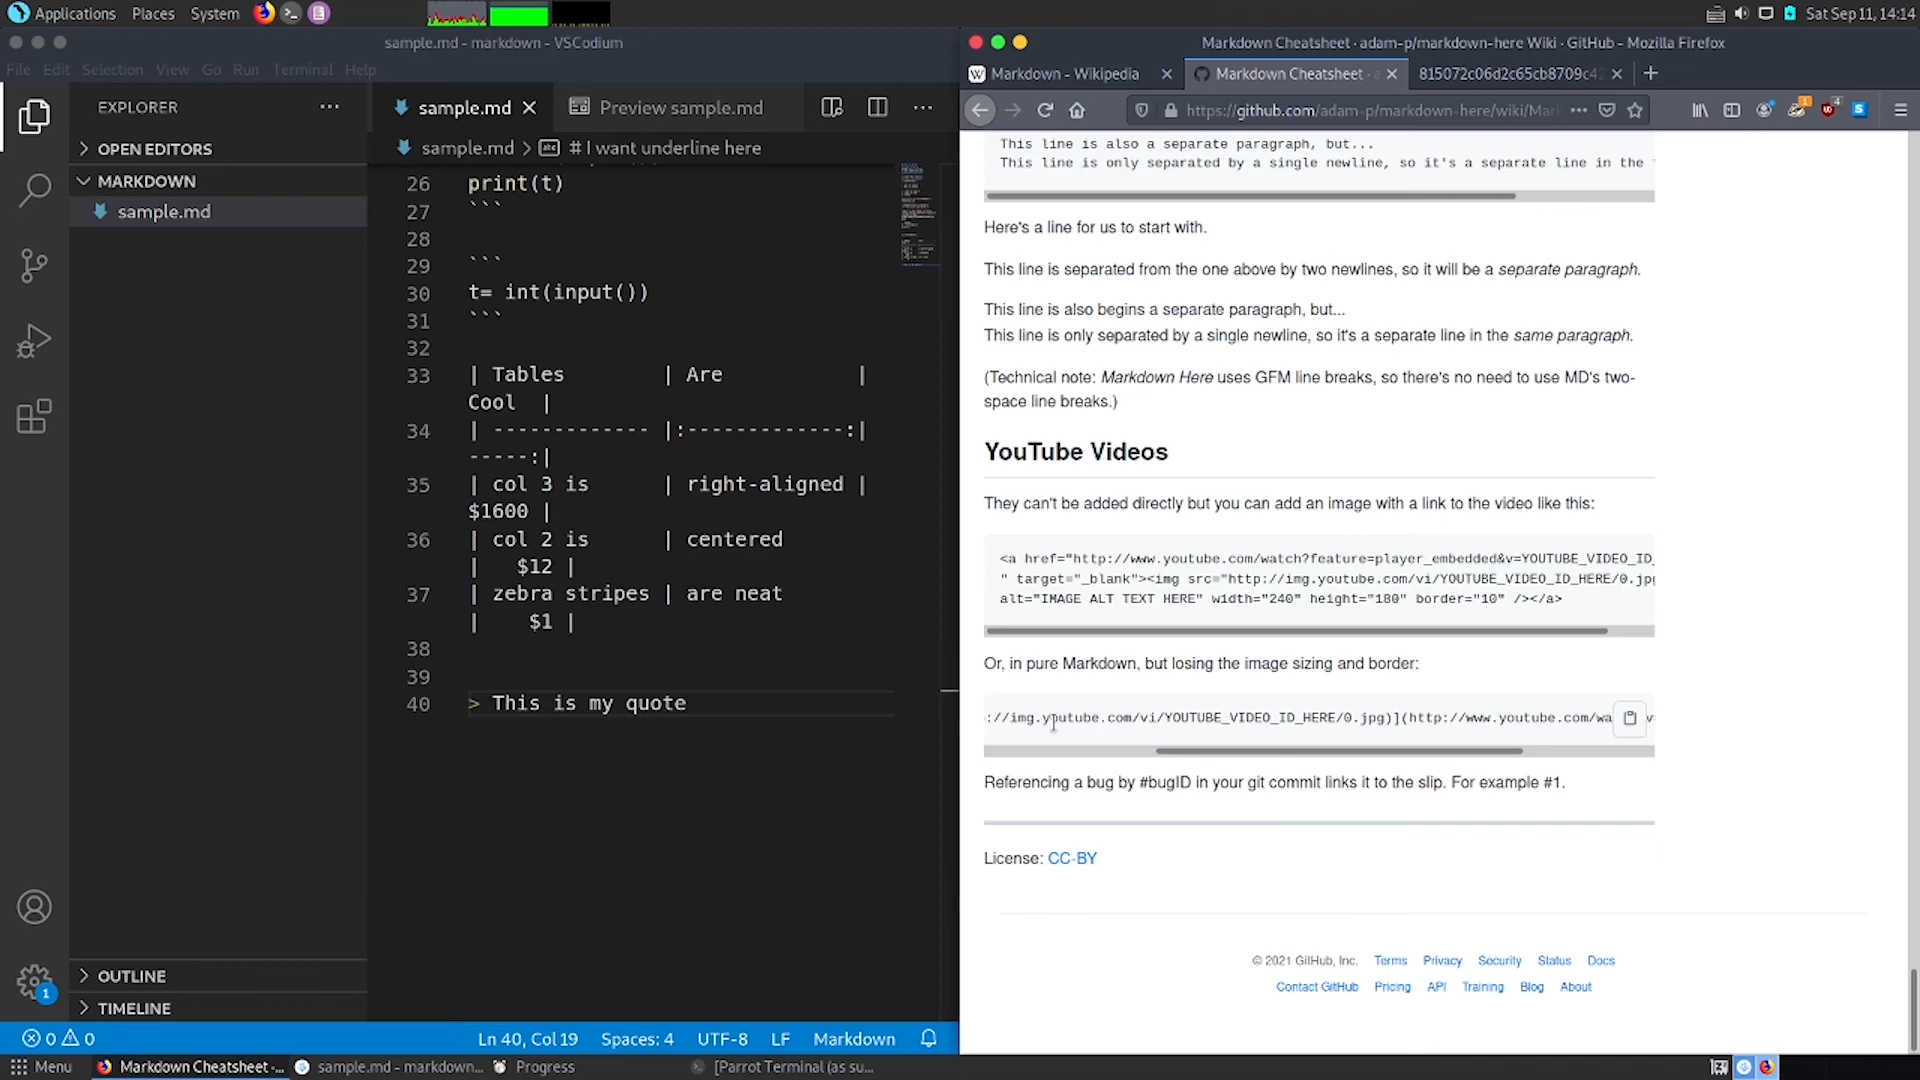 Applications Places System
Sat Sep 11, 14:14
sample.md - markdown - VSCodium
File Edit Selection View Go Run Terminal Help
EXPLORER
OPEN EDITORS
MARKDOWN
sample.md
OUTLINE
TIMELINE
sample.md
Preview sample.md
sample.md > # I want underline here
26 print(t)
27 ```
28
29 ```
30 t= int(input())
31 ```
32
33 | Tables | Are |
Cool |
34 | ------------- |:-------------:|
-----:|
35 | col 3 is | right-aligned |
$1600 |
36 | col 2 is | centered
| $12 |
37 | zebra stripes | are neat
| $1 |
38
39
40 > This is my quote
0 0
Ln 40, Col 19 Spaces: 4 UTF-8 LF Markdown
Markdown Cheatsheet · adam-p/markdown-here Wiki · GitHub - Mozilla Firefox
W Markdown - Wikipedia
Markdown Cheatsheet · a
815072c06d2c65cb8709c42
https://github.com/adam-p/markdown-here/wiki/Mar
This line is also a separate paragraph, but...
This line is only separated by a single newline, so it's a separate line in the
Here's a line for us to start with.
This line is separated from the one above by two newlines, so it will be a separate paragraph.
This line is also begins a separate paragraph, but...
This line is only separated by a single newline, so it's a separate line in the same paragraph.
(Technical note: Markdown Here uses GFM line breaks, so there's no need to use MD's two-
space line breaks.)
YouTube Videos
They can't be added directly but you can add an image with a link to the video like this:
<a href="http://www.youtube.com/watch?feature=player_embedded&v=YOUTUBE_VIDEO_ID_
" target="_blank"><img src="http://img.youtube.com/vi/YOUTUBE_VIDEO_ID_HERE/0.jpg
alt="IMAGE ALT TEXT HERE" width="240" height="180" border="10" /></a>
Or, in pure Markdown, but losing the image sizing and border:
://img.youtube.com/vi/YOUTUBE_VIDEO_ID_HERE/0.jpg)](http://www.youtube.com/wa
Referencing a bug by #bugID in your git commit links it to the slip. For example #1.
License: CC-BY
© 2021 GitHub, Inc. Terms Privacy Security Status Docs
Contact GitHub Pricing API Training Blog About
Menu
Markdown Cheatsheet ·...
sample.md - markdown...
Progress
[Parrot Terminal (as su...